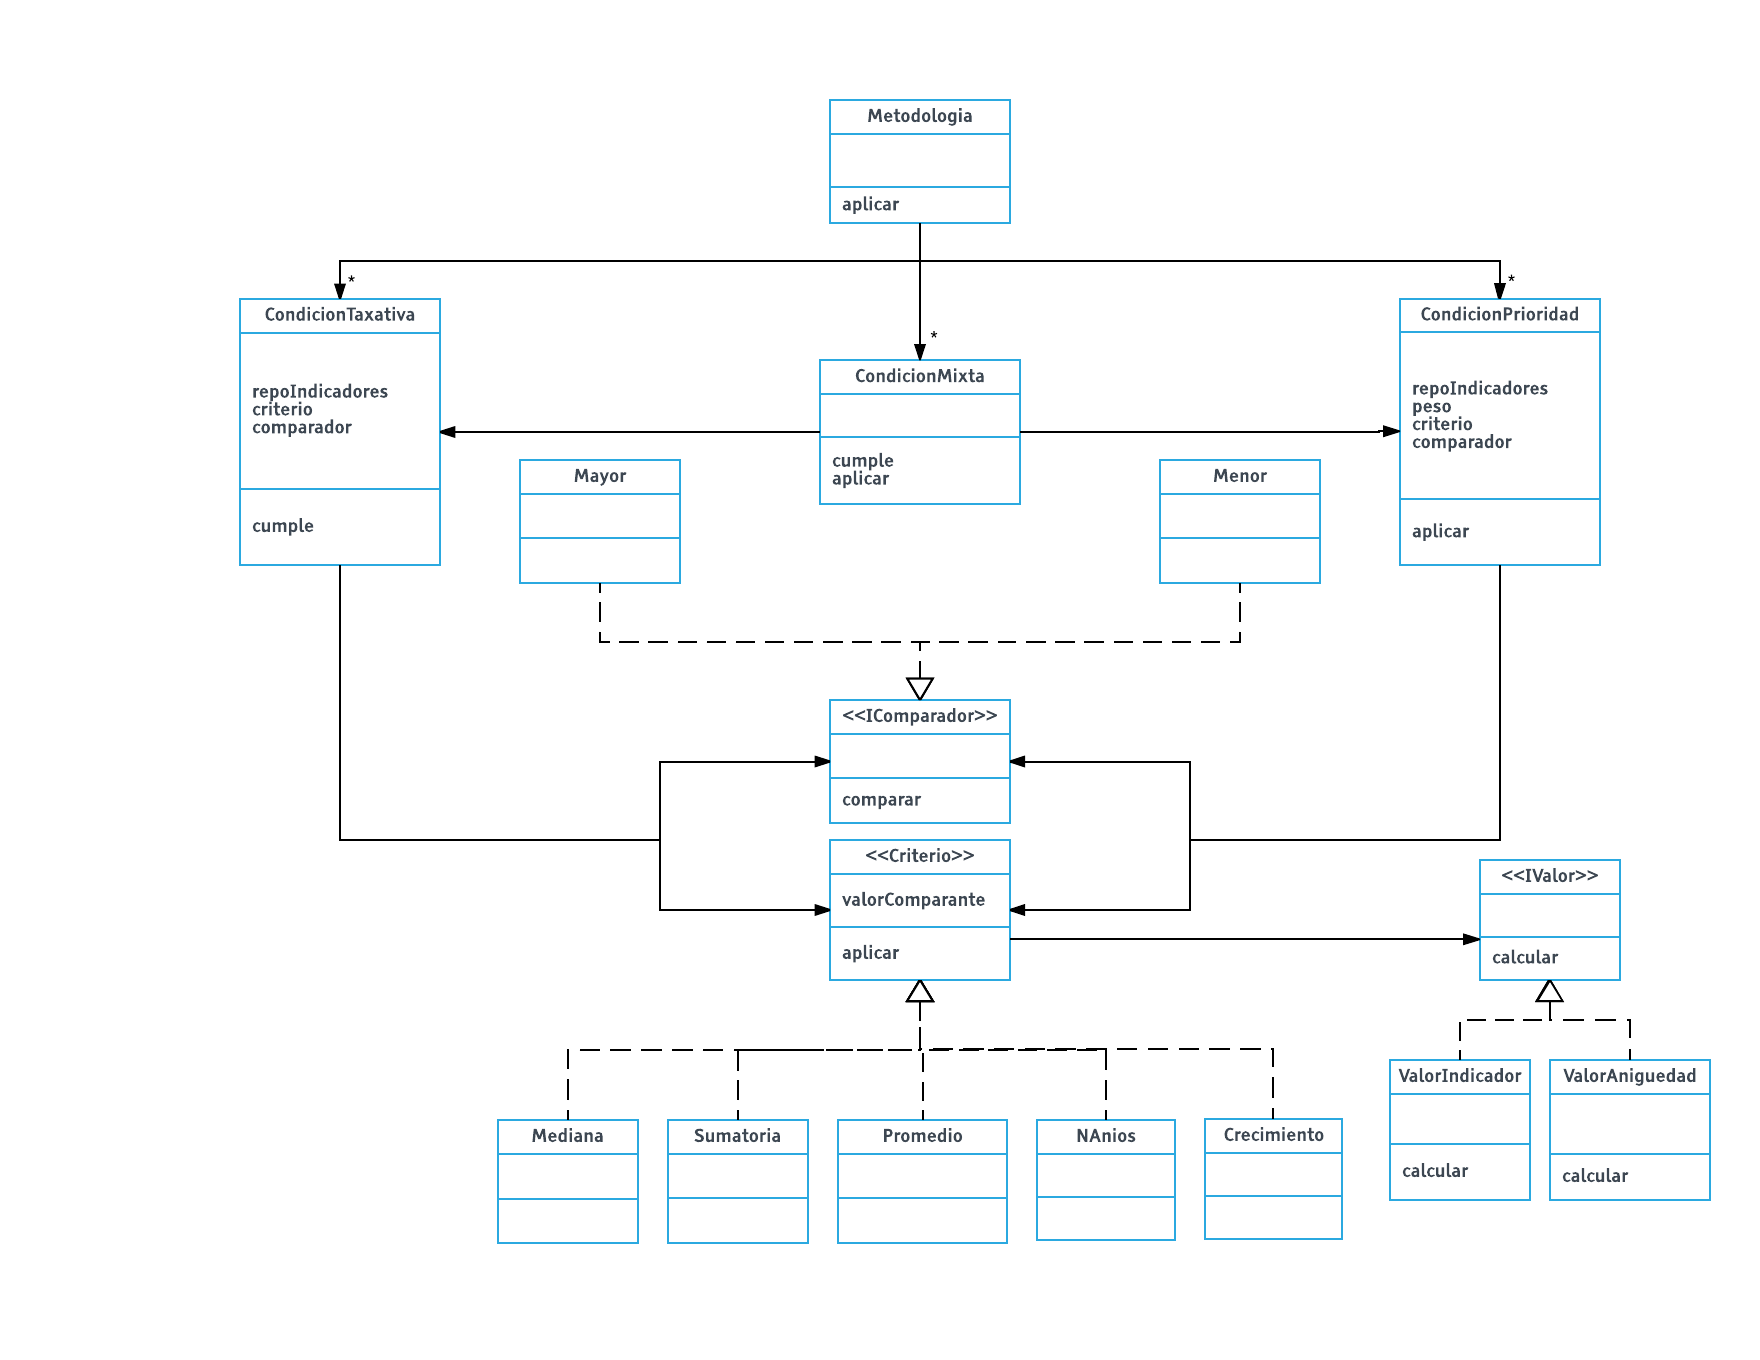 Metodologia
aplicar
*
*
*
CondicionTaxativa
repoIndicadores
criterio
comparador
cumple
CondicionMixta
cumple
aplicar
CondicionPrioridad
repoIndicadores
peso
criterio
comparador
aplicar
Mayor
Menor
<<IComparador>>
comparar
<<Criterio>>
valorComparante
aplicar
<<IValor>>
calcular
Mediana
Sumatoria
Promedio
NAnios
Crecimiento
ValorIndicador
calcular
ValorAniguedad
calcular